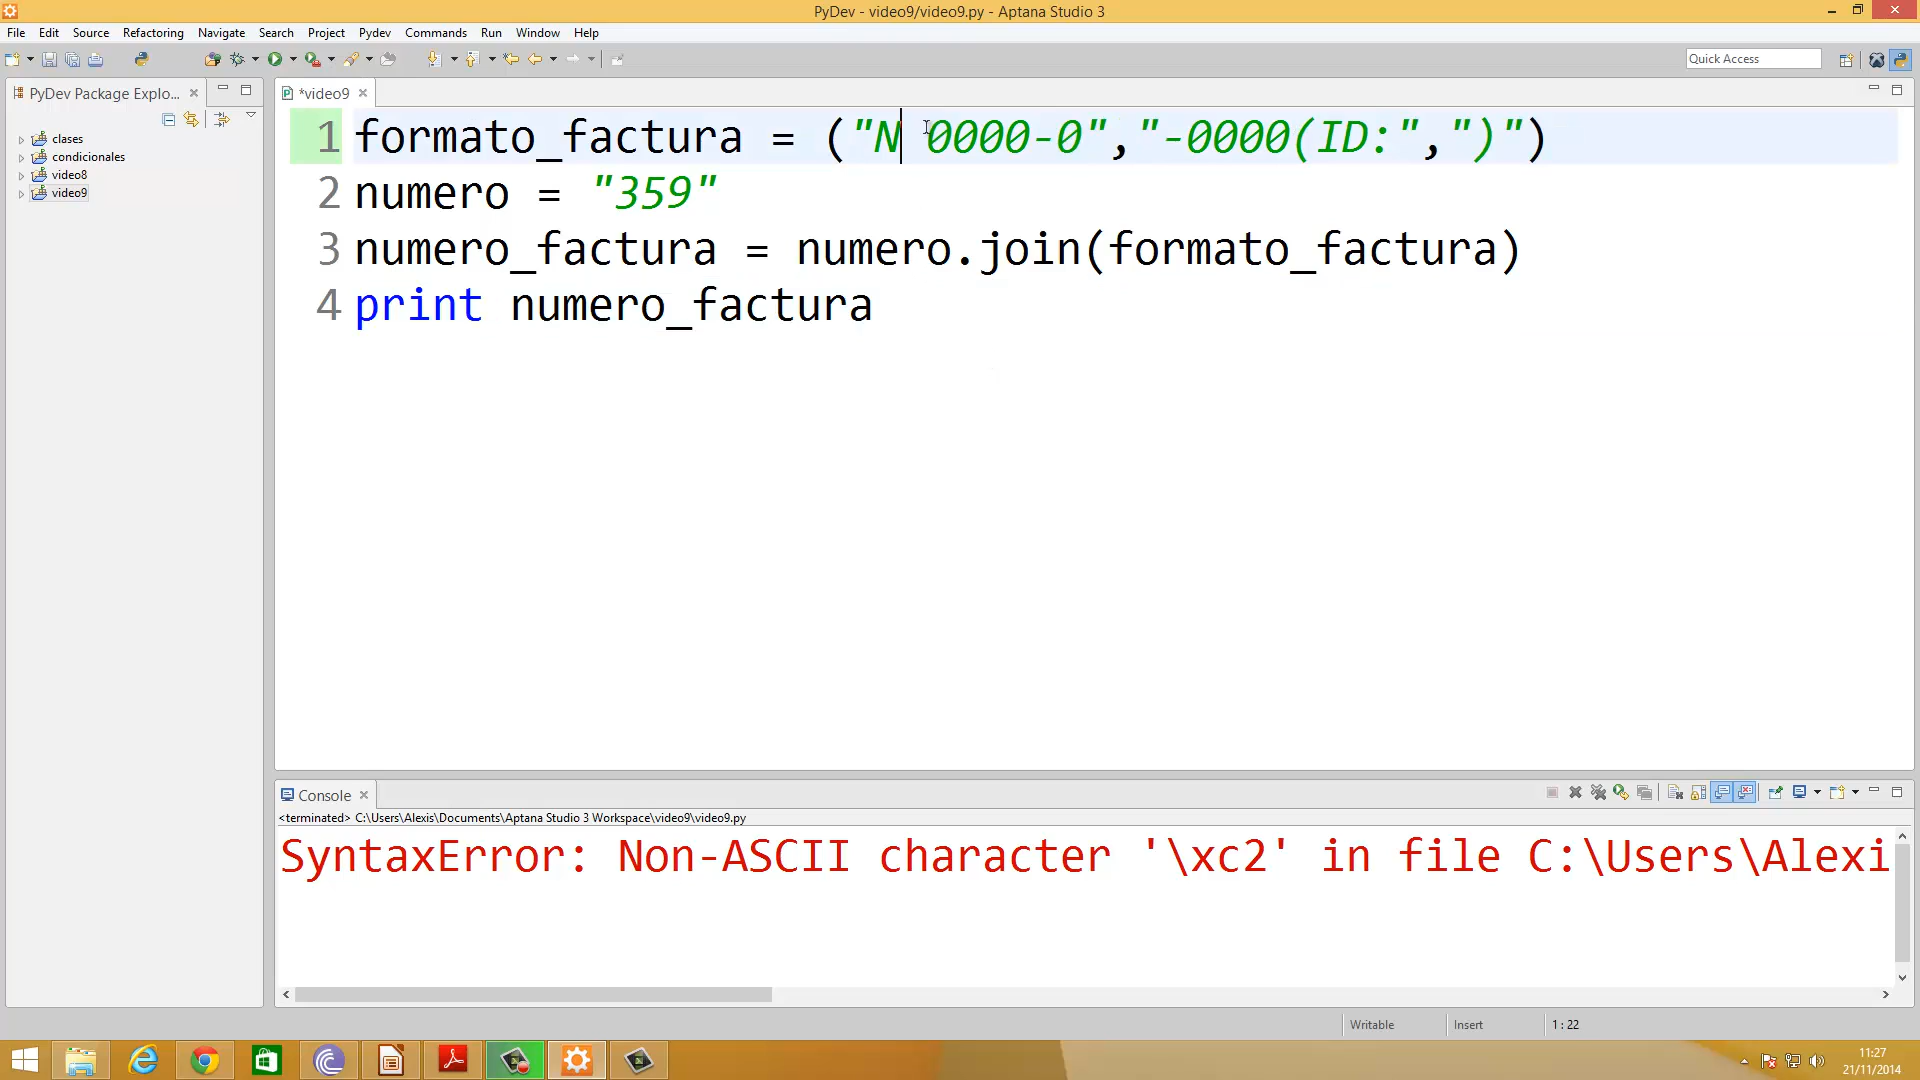 PyDev - video9/video9.py - Aptana Studio 3
File Edit Source Refactoring Navigate Search Project Pydev Commands Run Window Help
Quick Access
PyDev Package Explo...
clases
condicionales
video8
video9
*video9
1 formato_factura = ("N 0000-0","-0000(ID:",")")
2 numero = "359"
3 numero_factura = numero.join(formato_factura)
4 print numero_factura
Console
<terminated> C:\Users\Alexis\Documents\Aptana Studio 3 Workspace\video9\video9.py
SyntaxError: Non-ASCII character '\xc2' in file C:\Users\Alexi
Writable Insert 1 : 22
11:27
21/11/2014